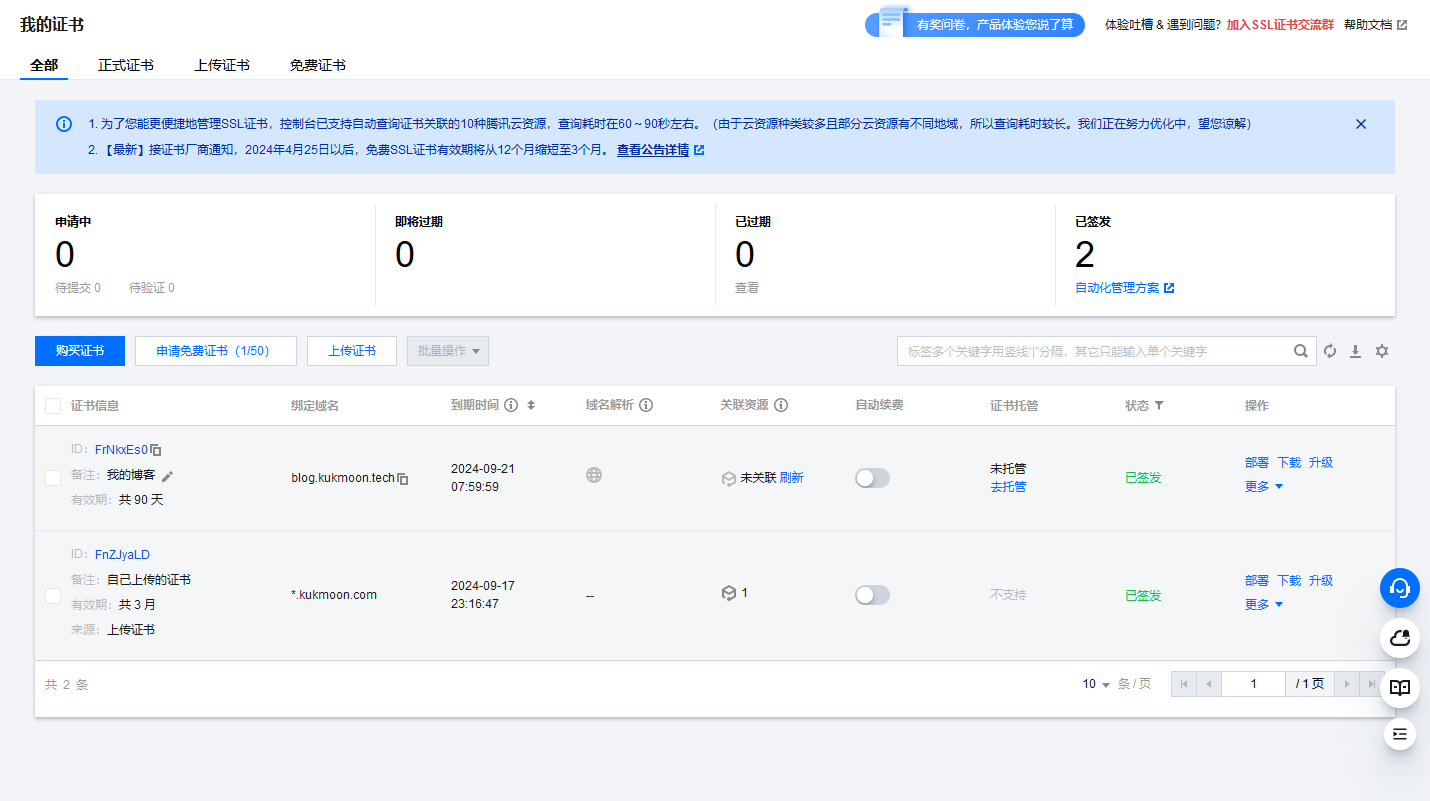 我的证书
有奖问卷，产品体验您说了算
体验吐槽 & 遇到问题？加入SSL证书交流群 帮助文档
全部 正式证书 上传证书 免费证书
1. 为了您能更便捷地管理SSL证书，控制台已支持自动查询证书关联的10种腾讯云资源，查询耗时在60～90秒左右。（由于云资源种类较多且部分云资源有不同地域，所以查询耗时较长。我们正在努力优化中，望您谅解）
2. 【最新】接证书厂商通知，2024年4月25日以后，免费SSL证书有效期将从12个月缩短至3个月。 查看公告详情
申请中 即将过期 已过期 已签发
0 0 0 2
待提交 0 待验证 0 查看 自动化管理方案
购买证书 申请免费证书（1/50） 上传证书 批量操作 标签多个关键字用竖线“|”分隔，其它只能输入单个关键字
证书信息 绑定域名 到期时间 域名解析 关联资源 自动续费 证书托管 状态 操作
ID： FrNkxEs0
备注： 我的博客
有效期： 共 90 天
blog.kukmoon.tech
2024-09-21
07:59:59
未关联 刷新
未托管
去托管
已签发
部署 下载 升级
更多
ID： FnZJyaLD
备注： 自己上传的证书
有效期： 共 3 月
来源： 上传证书
*.kukmoon.com
2024-09-17
23:16:47
--
1
不支持
已签发
部署 下载 升级
更多
共 2 条 10 条 / 页 1 / 1 页